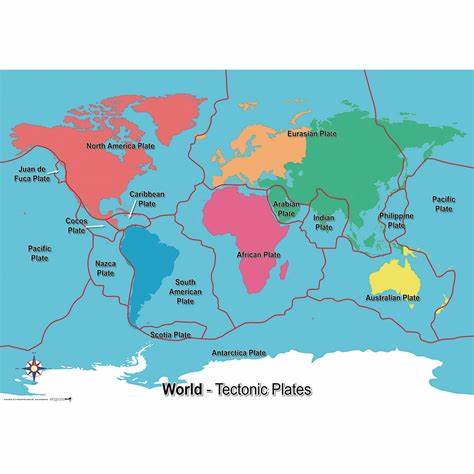 Eurasian Plate
North America Plate
Juan de
Fuca Plate
Caribbean
Plate
Arabian
Plate
Indian
Plate
Philippine
Plate
Pacific
Plate
Cocos
Plate
Pacific
Plate
African Plate
Nazca
Plate
South
American
Plate
Australian Plate
Scotia Plate
Antarctica Plate
World - Tectonic Plates